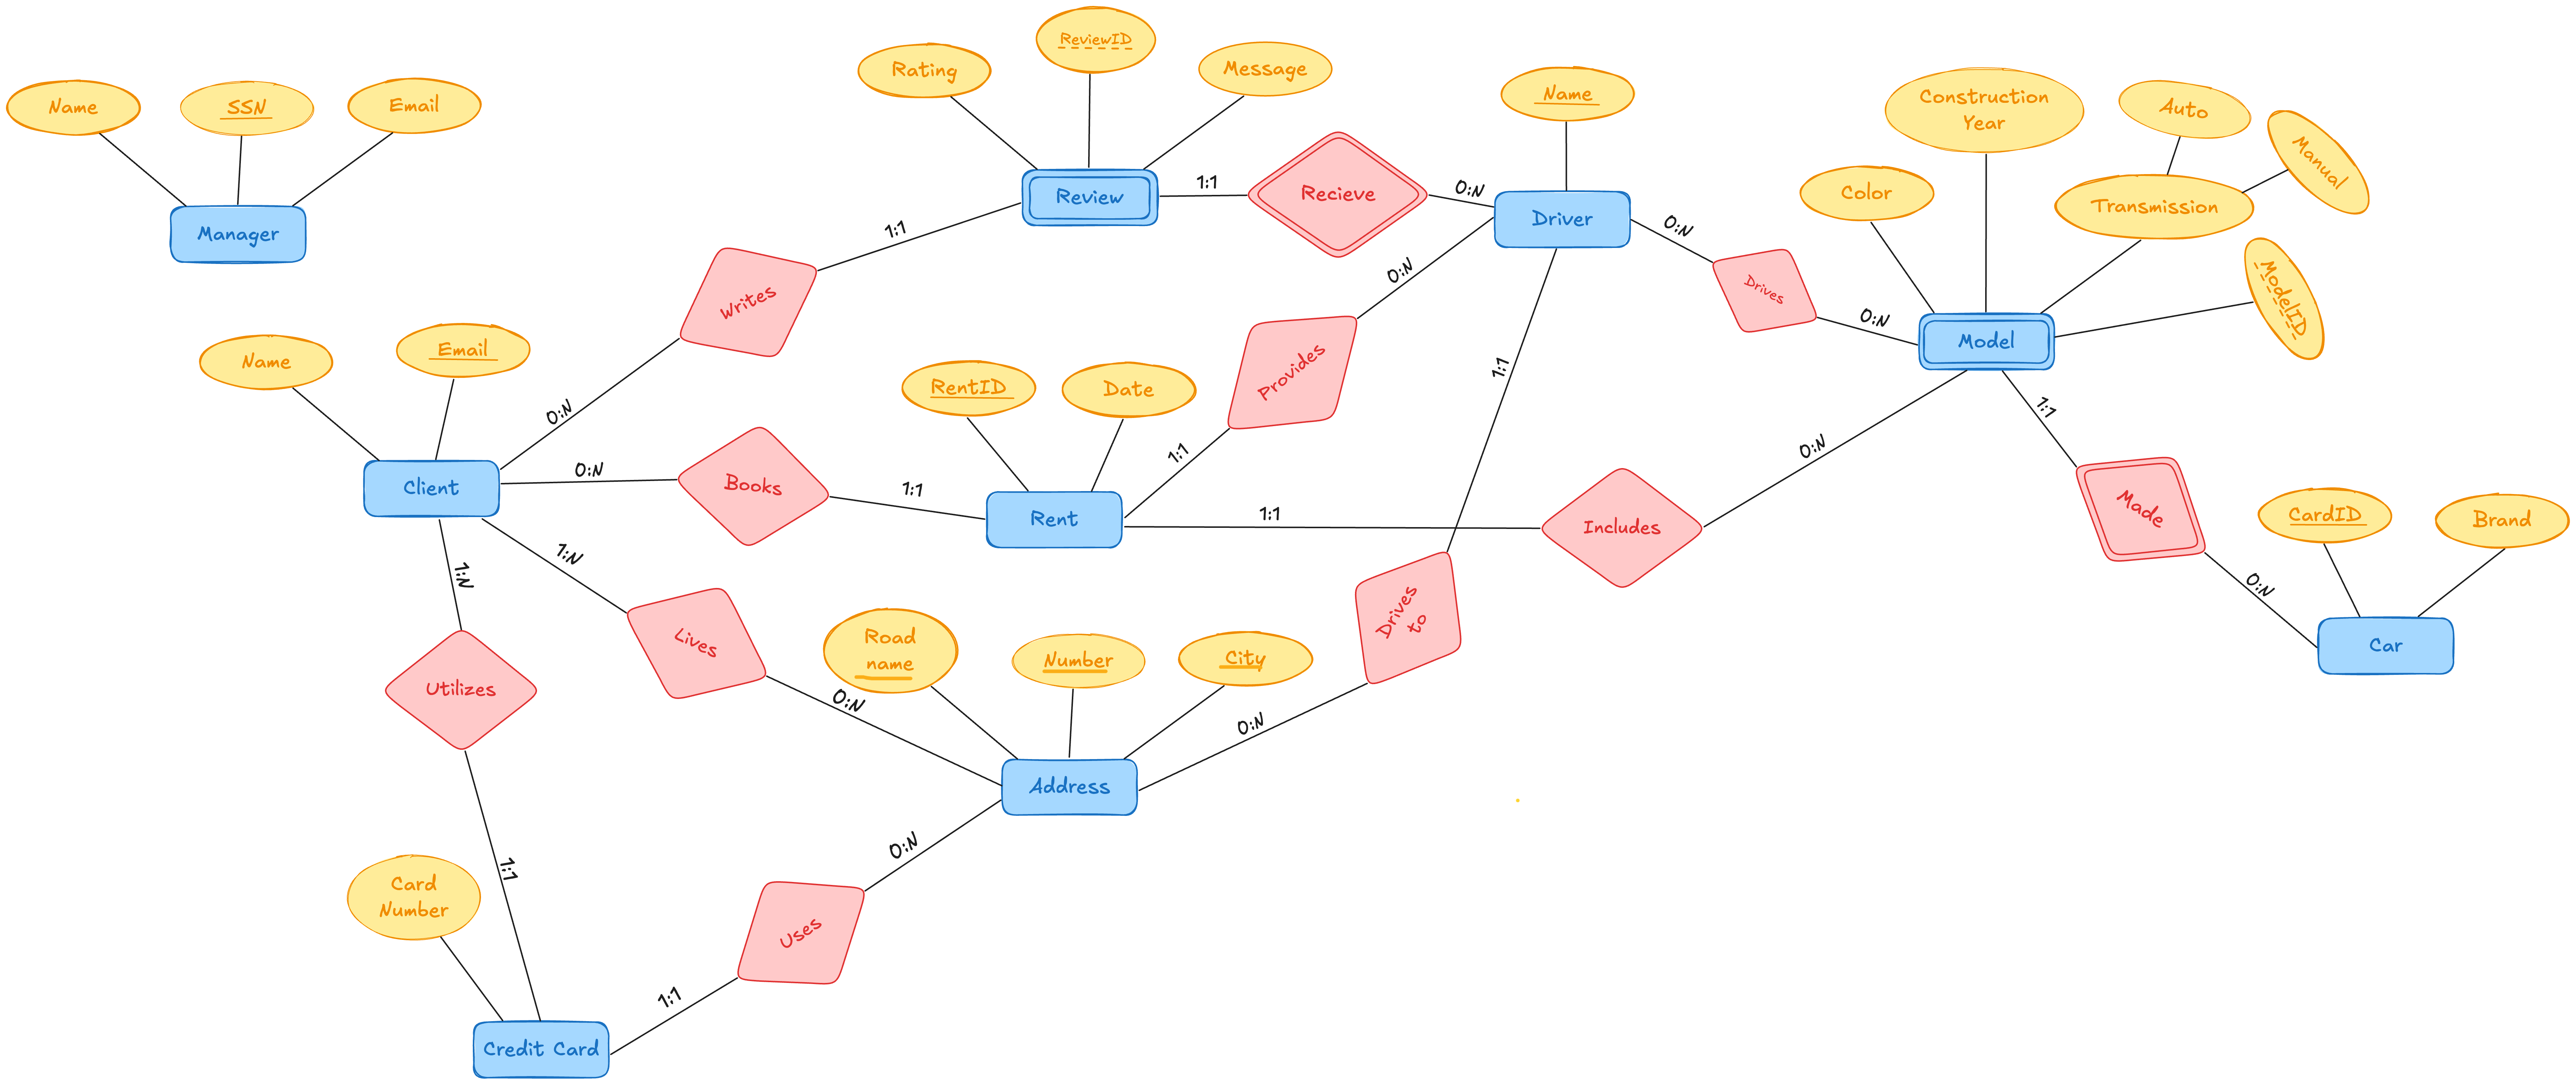 ReviewID
Rating
Message
Name
SSN
Email
Name
Construction
Year
Auto
Manual
Color
Transmission
Review
1:1
Recieve
0:N
Driver
0:N
Manager
1:1
Writes
0:N
Drives
0:N
Model
ModelID
Provides
1:1
Name
Email
0:N
RentID
Date
1:1
0:N
1:1
Client
0:N
Books
1:1
Rent
1:1
Includes
Made
CardID
Brand
1:N
1:N
Lives
0:N
Road
name
Number
City
Drives
to
0:N
Car
Utilizes
0:N
0:N
Address
1:1
0:N
Card
Number
Uses
1:1
Credit Card